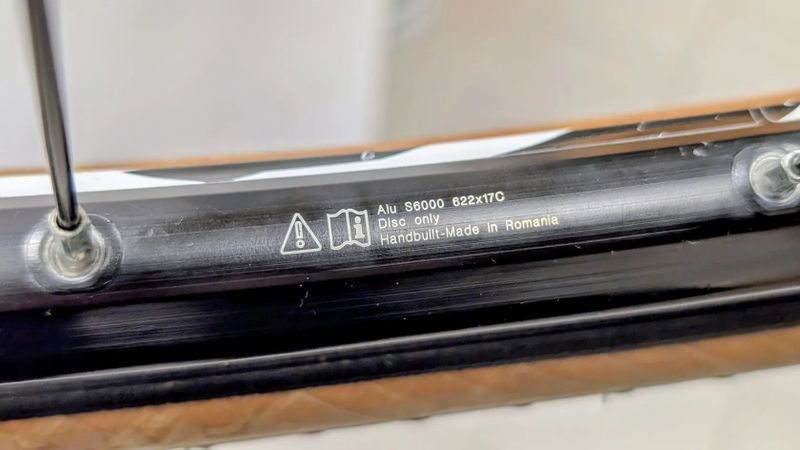 Alu S6000 622x17C
Disc only
Handbuilt-Made in Romania